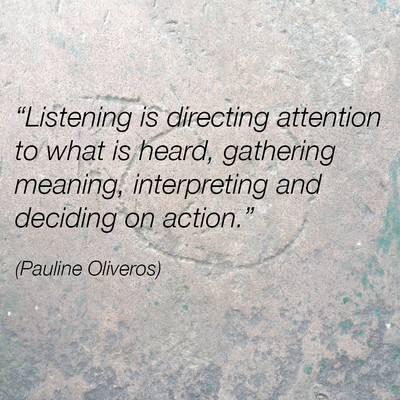 “Listening is directing attention
to what is heard, gathering
meaning, interpreting and
deciding on action.”
(Pauline Oliveros)